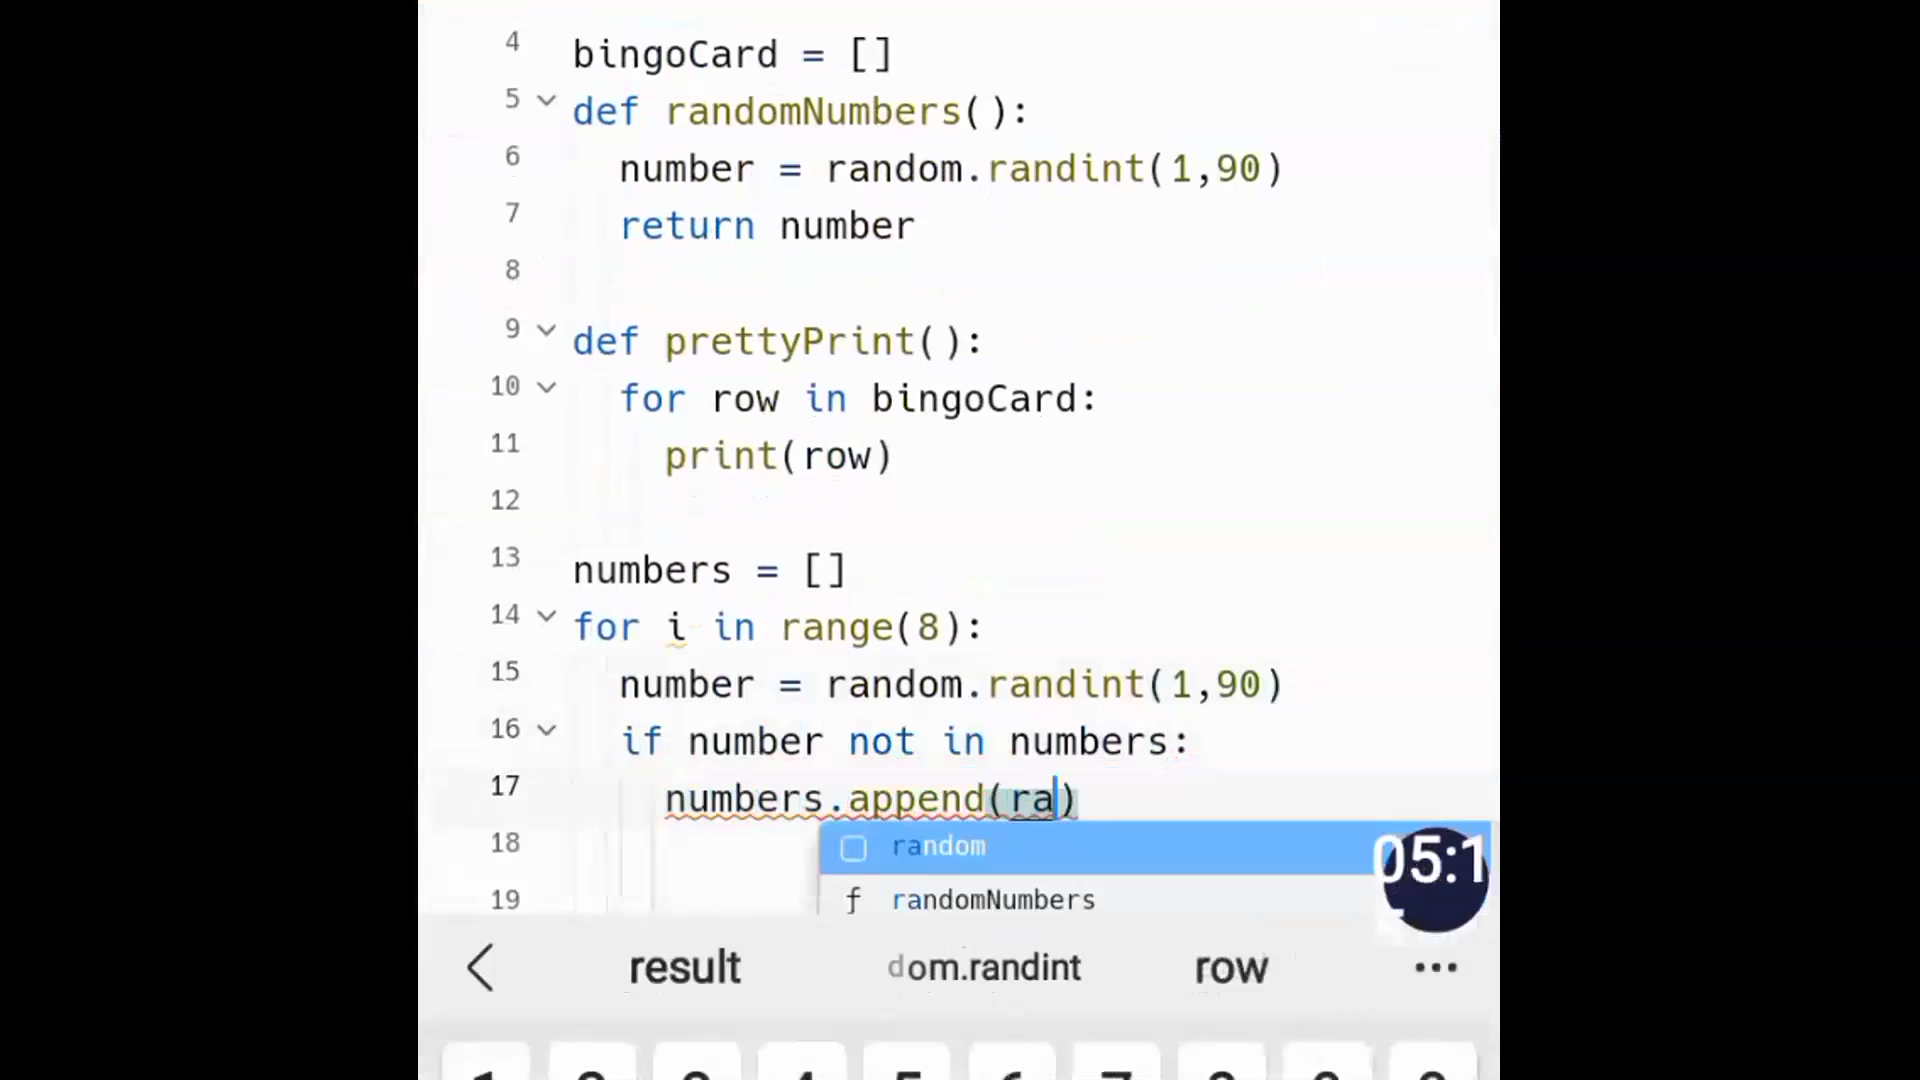 4 bingoCard = []
5 def randomNumbers():
6 number = random.randint(1,90)
7 return number
8
9 def prettyPrint():
10 for row in bingoCard:
11 print(row)
12
13 numbers = []
14 for i in range(8):
15 number = random.randint(1,90)
16 if number not in numbers:
17 numbers.append(ra)
18 random
05:1
19 ƒ randomNumbers
result dom.randint row ...